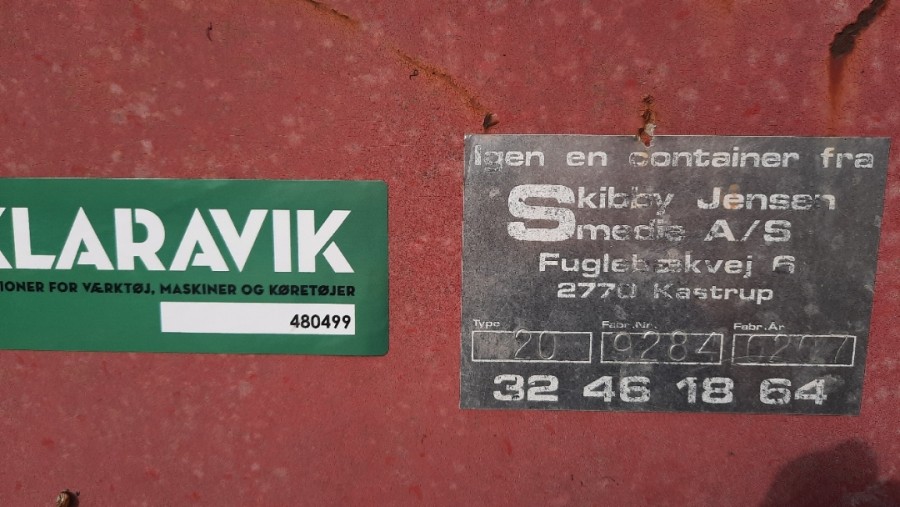 KLARAVIK
TIONER FOR VÆRKTØJ, MASKINER OG KØRETØJER
480499
Igen en container fra
Skibby Jensen
Smedie A/S
Fuglebækvej 6
2770 Kastrup
Type Fabr.Nr. Fabr.År
20 9284
32 46 18 64